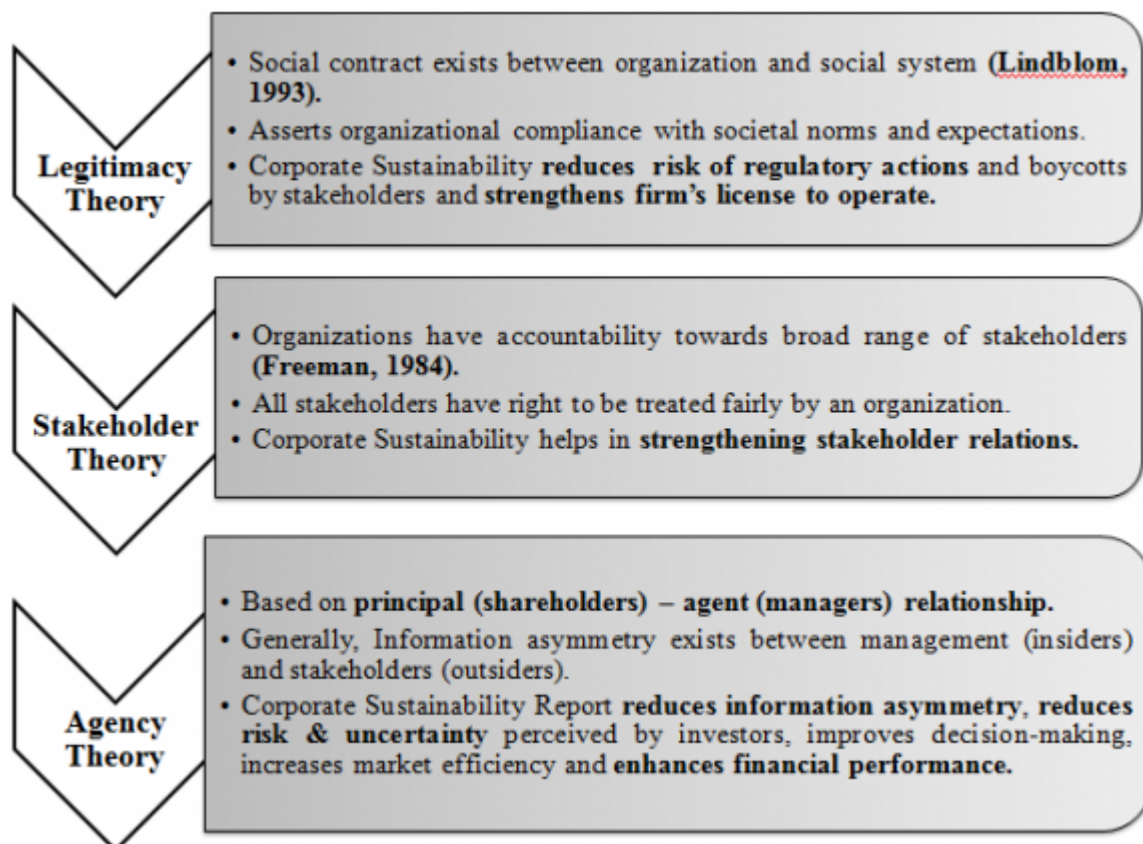 Legitimacy
Theory
• Social contract exists between organization and social system (Lindblom,
1993).
• Asserts organizational compliance with societal norms and expectations.
• Corporate Sustainability reduces risk of regulatory actions and boycotts
by stakeholders and strengthens firm's license to operate.
Stakeholder
Theory
• Organizations have accountability towards broad range of stakeholders
(Freeman, 1984).
• All stakeholders have right to be treated fairly by an organization.
• Corporate Sustainability helps in strengthening stakeholder relations.
Agency
Theory
• Based on principal (shareholders) – agent (managers) relationship.
• Generally, Information asymmetry exists between management (insiders)
and stakeholders (outsiders).
• Corporate Sustainability Report reduces information asymmetry, reduces
risk & uncertainty perceived by investors, improves decision-making,
increases market efficiency and enhances financial performance.